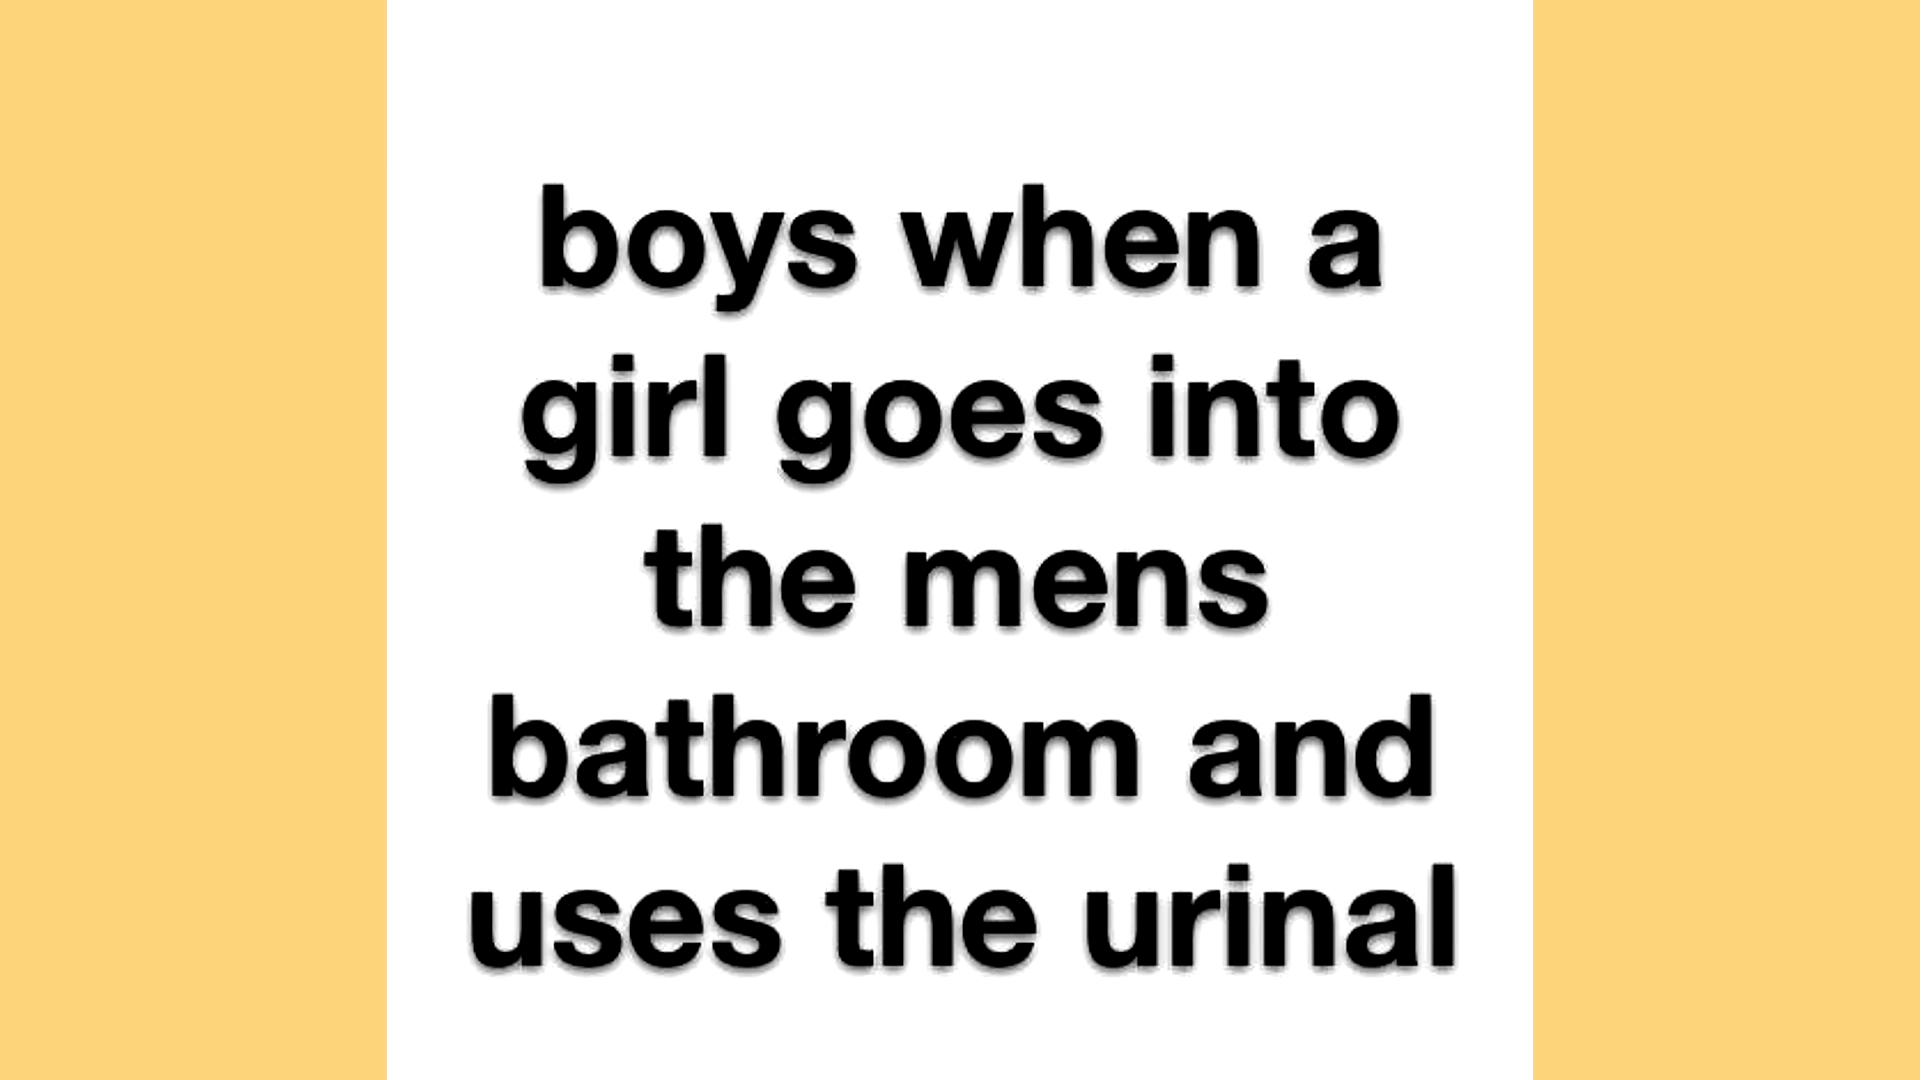 boys when a
girl goes into
the mens
bathroom and
uses the urinal